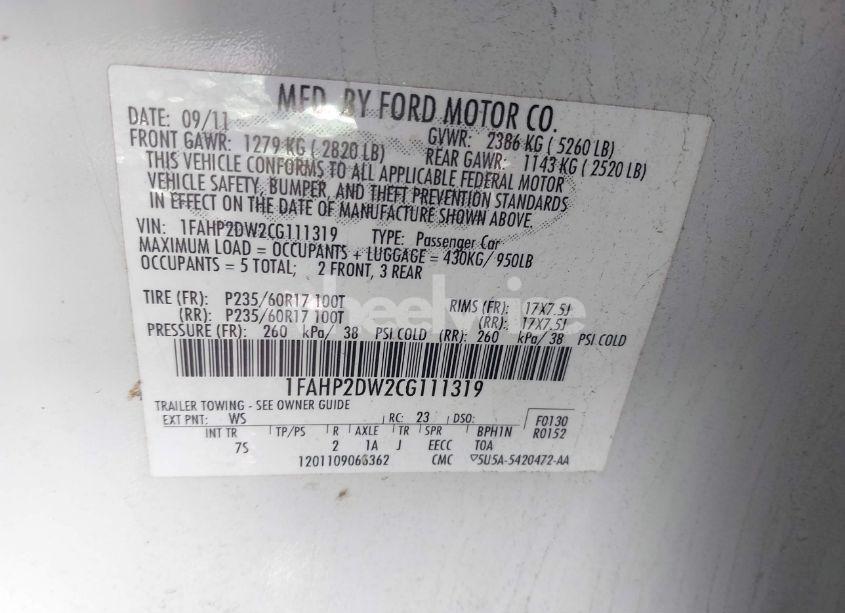 MFD. BY FORD MOTOR CO.
DATE: 09/11 GVWR: 2386 KG ( 5260 LB)
FRONT GAWR: 1279 KG ( 2820 LB) REAR GAWR: 1143 KG ( 2520 LB)
THIS VEHICLE CONFORMS TO ALL APPLICABLE FEDERAL MOTOR
VEHICLE SAFETY, BUMPER, AND THEFT PREVENTION STANDARDS
IN EFFECT ON THE DATE OF MANUFACTURE SHOWN ABOVE.
VIN: 1FAHP2DW2CG111319 TYPE: Passenger Car
MAXIMUM LOAD = OCCUPANTS + LUGGAGE = 430KG/ 950LB
OCCUPANTS = 5 TOTAL; 2 FRONT, 3 REAR
TIRE (FR): P235/60R17 100T RIMS (FR): 17X7.5J
(RR): P235/60R17 100T (RR): 17X7.5J
PRESSURE (FR): 260 kPa/ 38 PSI COLD (RR): 260 kPa/ 38 PSI COLD
1FAHP2DW2CG111319
TRAILER TOWING - SEE OWNER GUIDE
EXT PNT: WS RC: 23 DSO: F0130
R0152
INT TR TP/PS R AXLE TR SPR BPH1N
7S 2 1A J EECC TOA
1201109066362 CMC 5U5A-5420472-AA